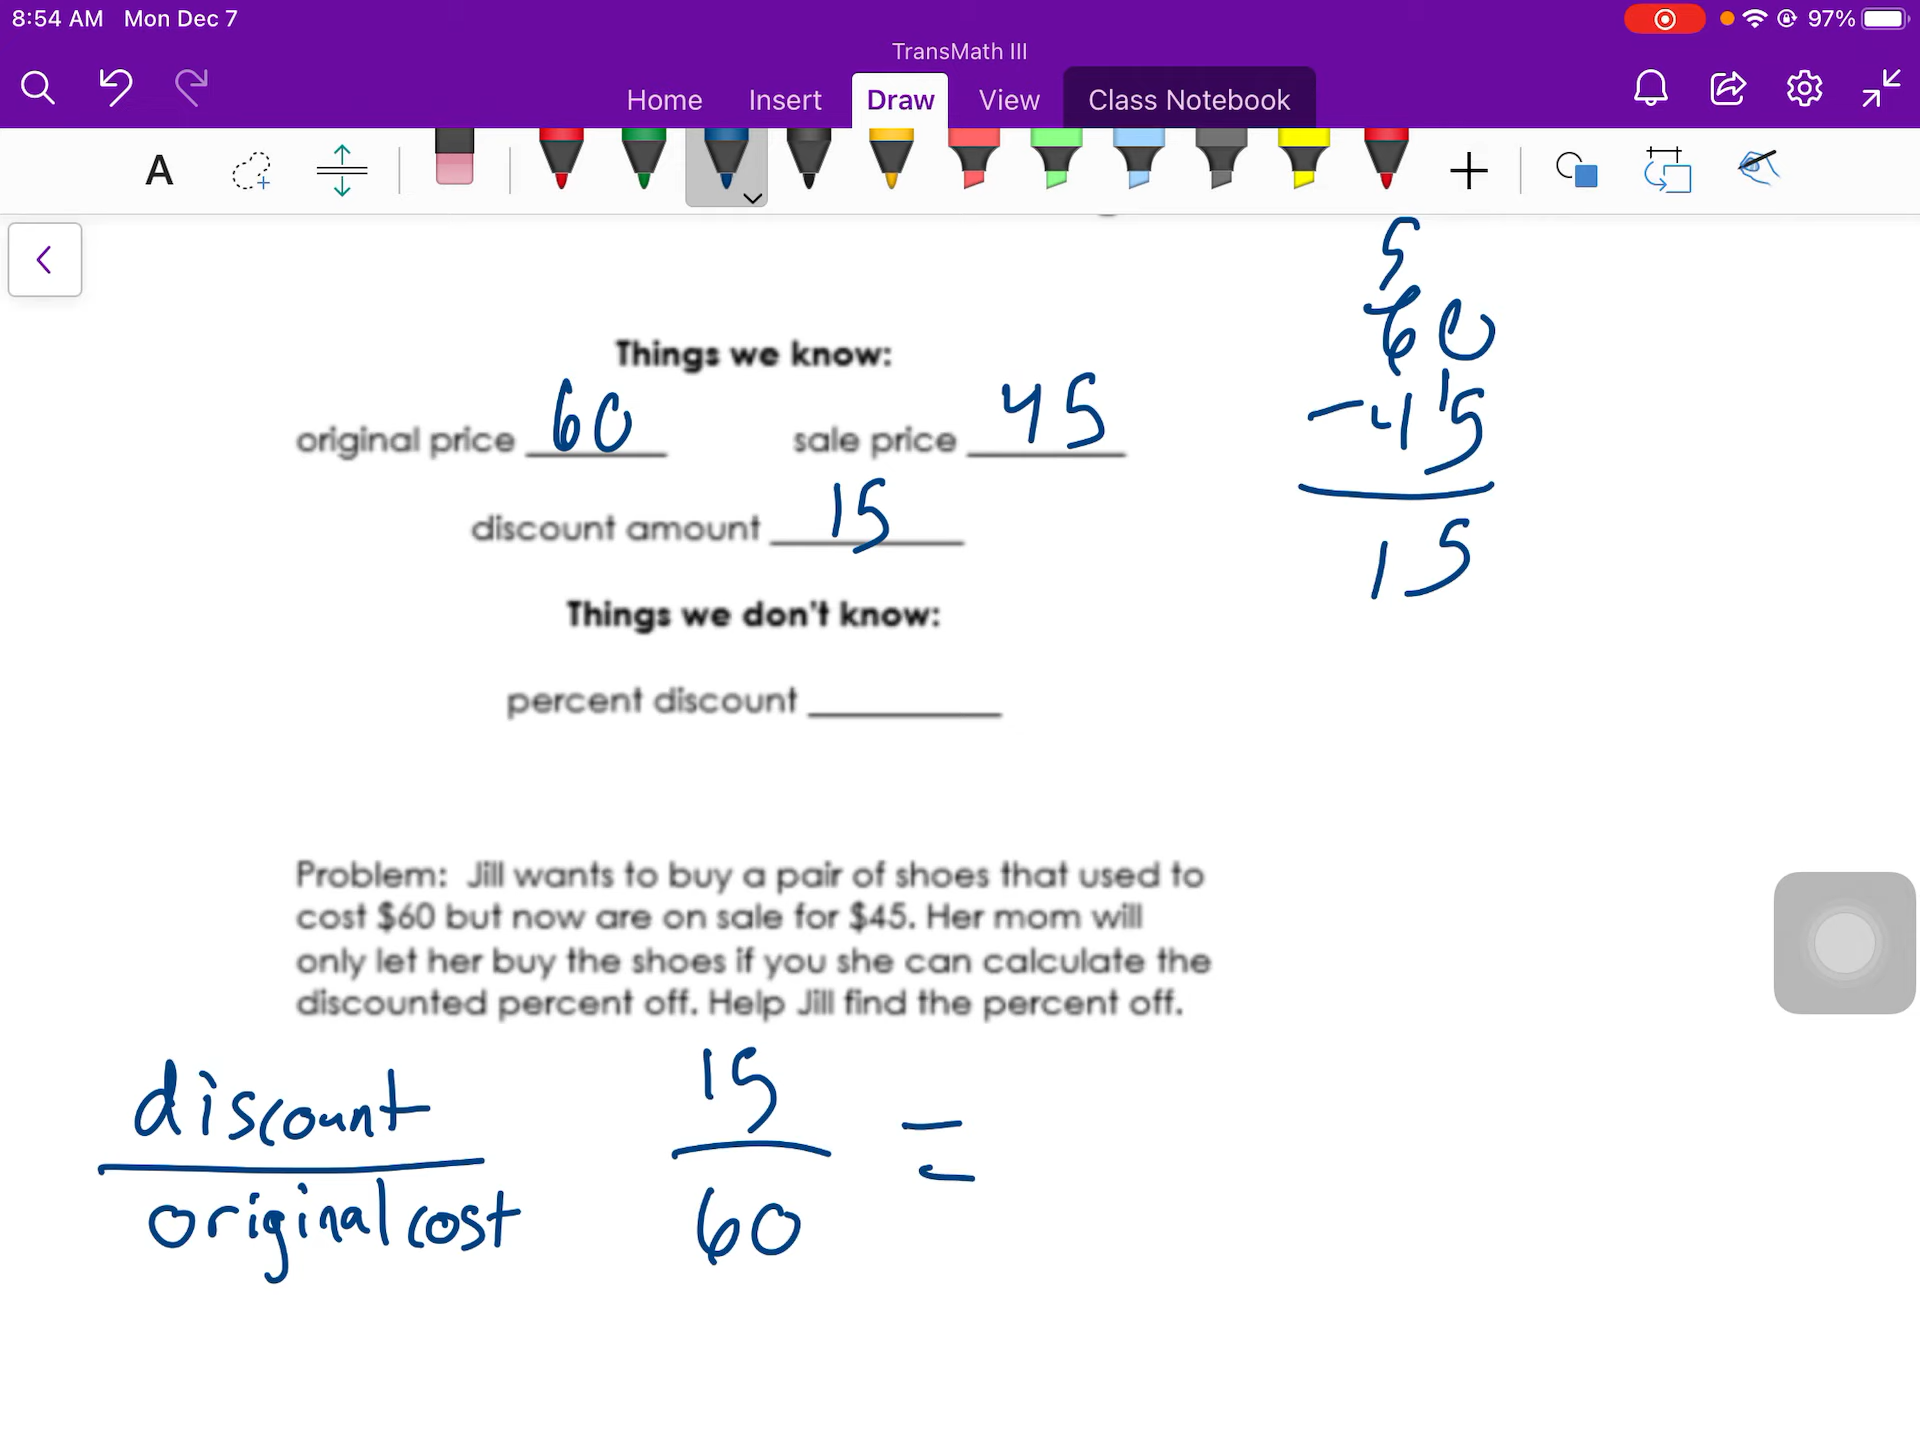 8:54 AM Mon Dec 7 97%
TransMath III
Home Insert Draw View Class Notebook
A
5
60
Things we know:
original price 60 sale price 45
-45
1
discount amount 15
15
Things we don't know:
percent discount
Problem: Jill wants to buy a pair of shoes that used to
cost $60 but now are on sale for $45. Her mom will
only let her buy the shoes if you she can calculate the
discounted percent off. Help Jill find the percent off.
discount
original cost
15
60
=